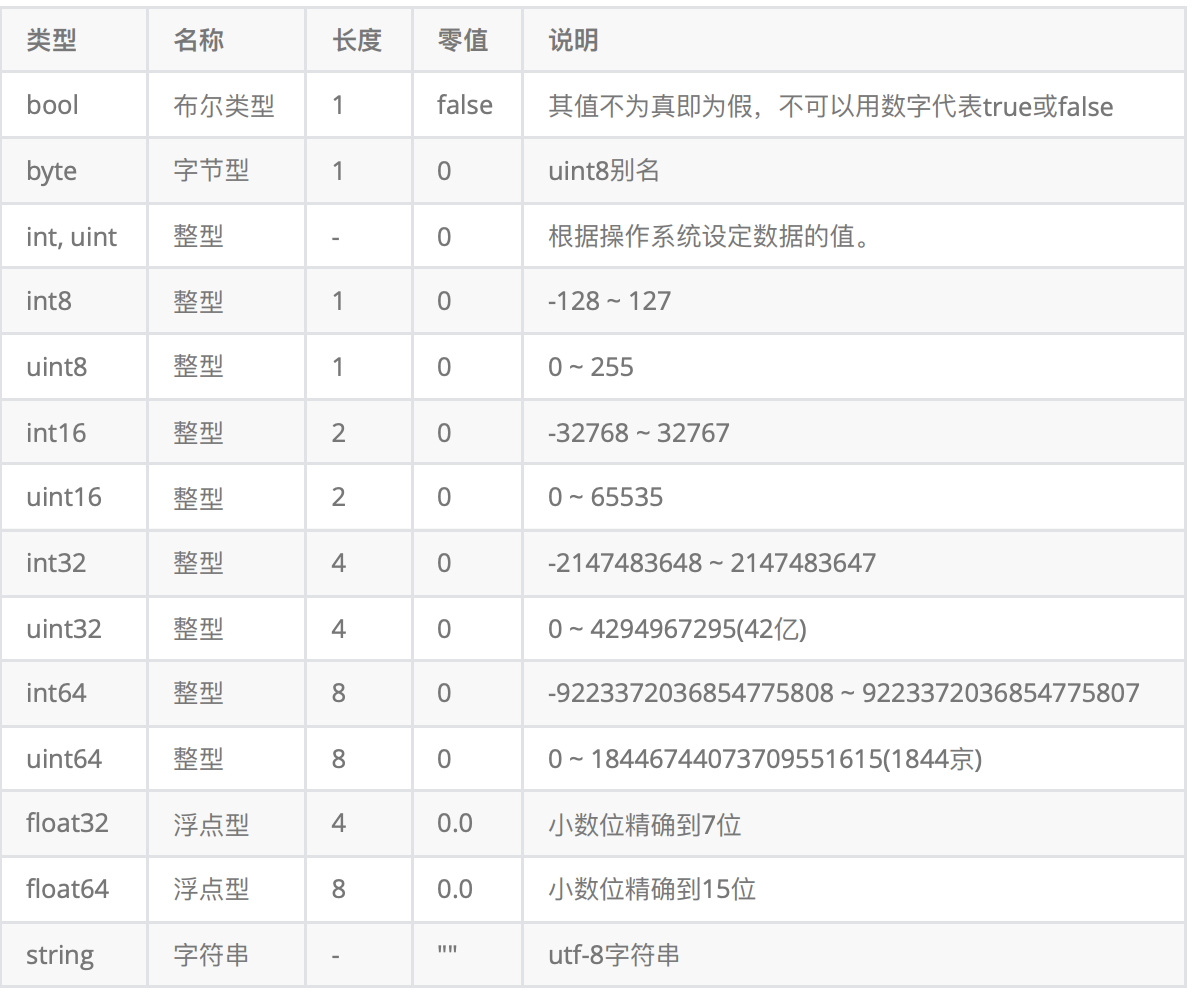 类型 名称 长度 零值 说明
bool 布尔类型 1 false 其值不为真即为假，不可以用数字代表true或false
byte 字节型 1 0 uint8别名
int, uint 整型 - 0 根据操作系统设定数据的值。
int8 整型 1 0 -128 ~ 127
uint8 整型 1 0 0 ~ 255
int16 整型 2 0 -32768 ~ 32767
uint16 整型 2 0 0 ~ 65535
int32 整型 4 0 -2147483648 ~ 2147483647
uint32 整型 4 0 0 ~ 4294967295(42亿)
int64 整型 8 0 -9223372036854775808 ~ 9223372036854775807
uint64 整型 8 0 0 ~ 18446744073709551615(1844京)
float32 浮点型 4 0.0 小数位精确到7位
float64 浮点型 8 0.0 小数位精确到15位
string 字符串 - "" utf-8字符串